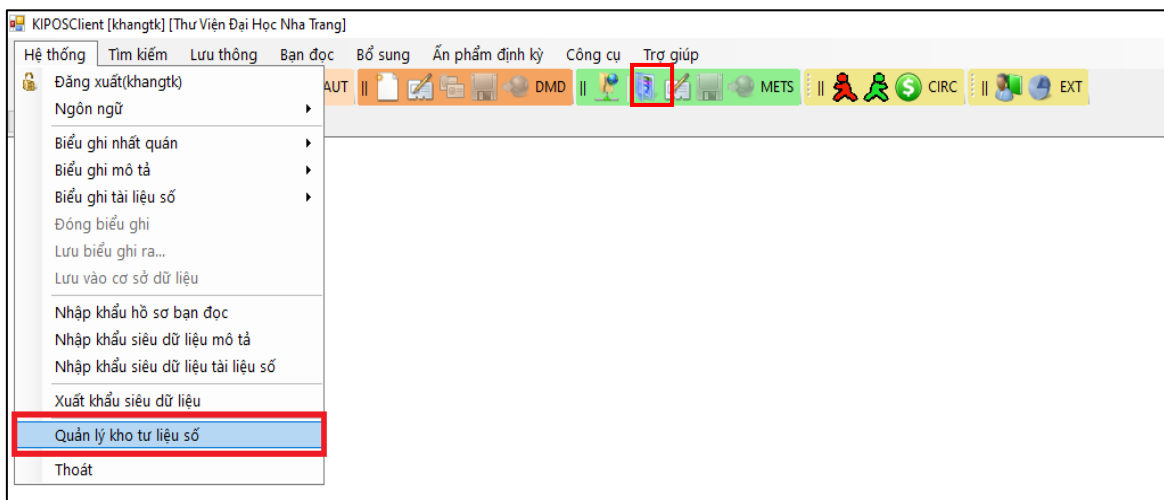 KIPOSClient [khangtk] [Thư Viện Đại Học Nha Trang]
Hệ thống Tìm kiếm Lưu thông Bạn đọc Bổ sung Ấn phẩm định kỳ Công cụ Trợ giúp
AUT DMD METS CIRC EXT
Đăng xuất(khangtk)
Ngôn ngữ
Biểu ghi nhất quán
Biểu ghi mô tả
Biểu ghi tài liệu số
Đóng biểu ghi
Lưu biểu ghi ra...
Lưu vào cơ sở dữ liệu
Nhập khẩu hồ sơ bạn đọc
Nhập khẩu siêu dữ liệu mô tả
Nhập khẩu siêu dữ liệu tài liệu số
Xuất khẩu siêu dữ liệu
Quản lý kho tư liệu số
Thoát